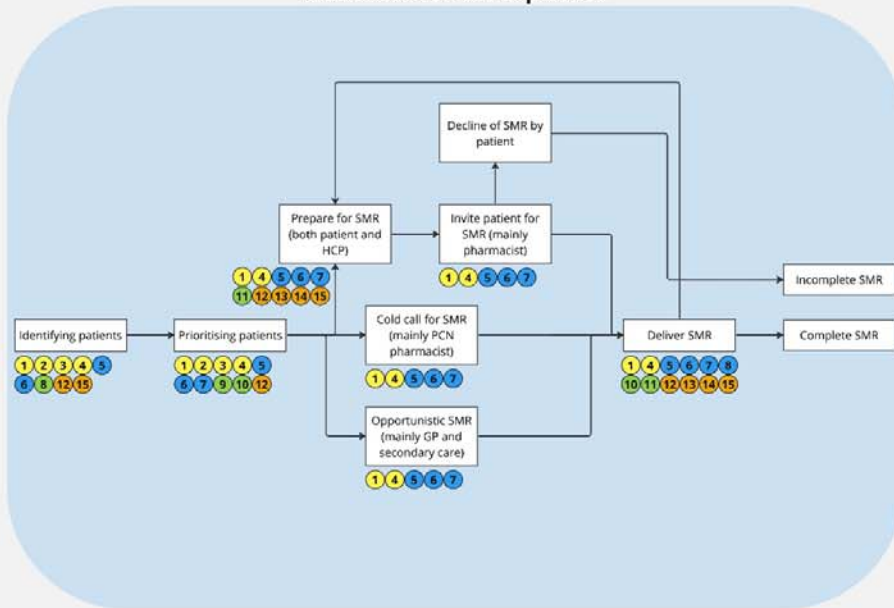 Decline of SMR by
patient
Prepare for SMR
(both patient and
HCP)
1 4 5 6 7
11 12 13 14 15
Invite patient for
SMR (mainly
pharmacist)
1 4 5 6 7
Incomplete SMR
Identifying patients
1 2 3 4 5
6 8 12 15
Prioritising patients
1 2 3 4 5
6 7 9 10 12
Cold call for SMR
(mainly PCN
pharmacist)
1 4 5 6 7
Deliver SMR
1 4 5 6 7 8
10 11 12 13 14 15
Complete SMR
Opportunistic SMR
(mainly GP and
secondary care)
1 4 5 6 7